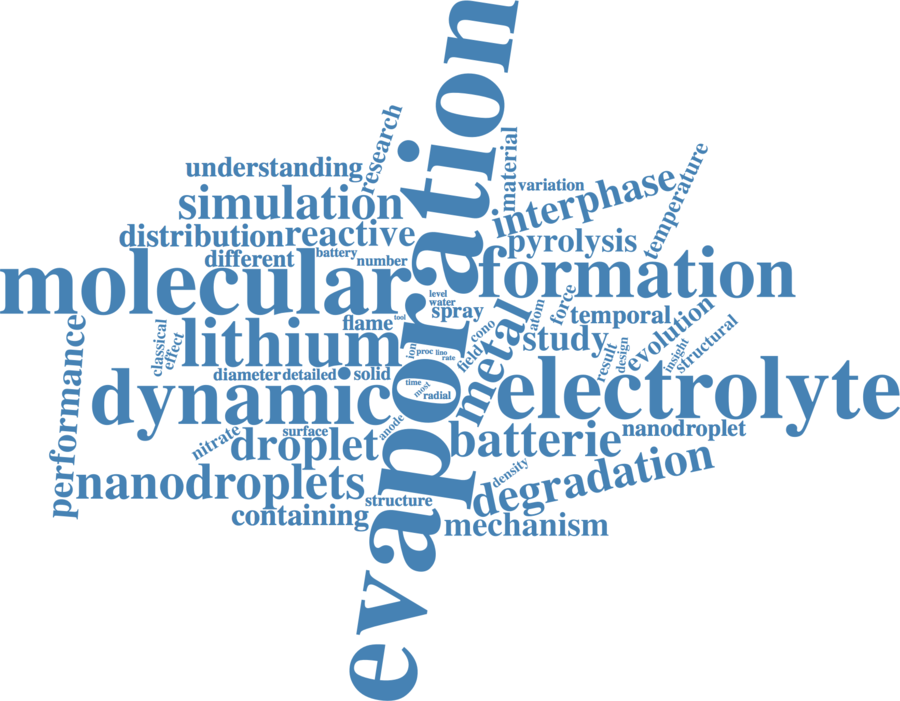 evaporation
research
understanding
material
simulation
variation
interphase
temperature
distribution
reactive
pyrolysis
different
battery
number
molecular
formation
level
water
spray
atom
force
temporal
flame
tool
cono
metal
study
evolution
performance
classical
effect
lithium
ion
proc
line
rate
field
result
design
insight
structural
diameter
detailed
solid
time
most
radial
dynamic
electrolyte
anode
nitrate
surface
droplet
batterie
nanodroplet
density
degradation
nanodroplets
structure
containing
mechanism